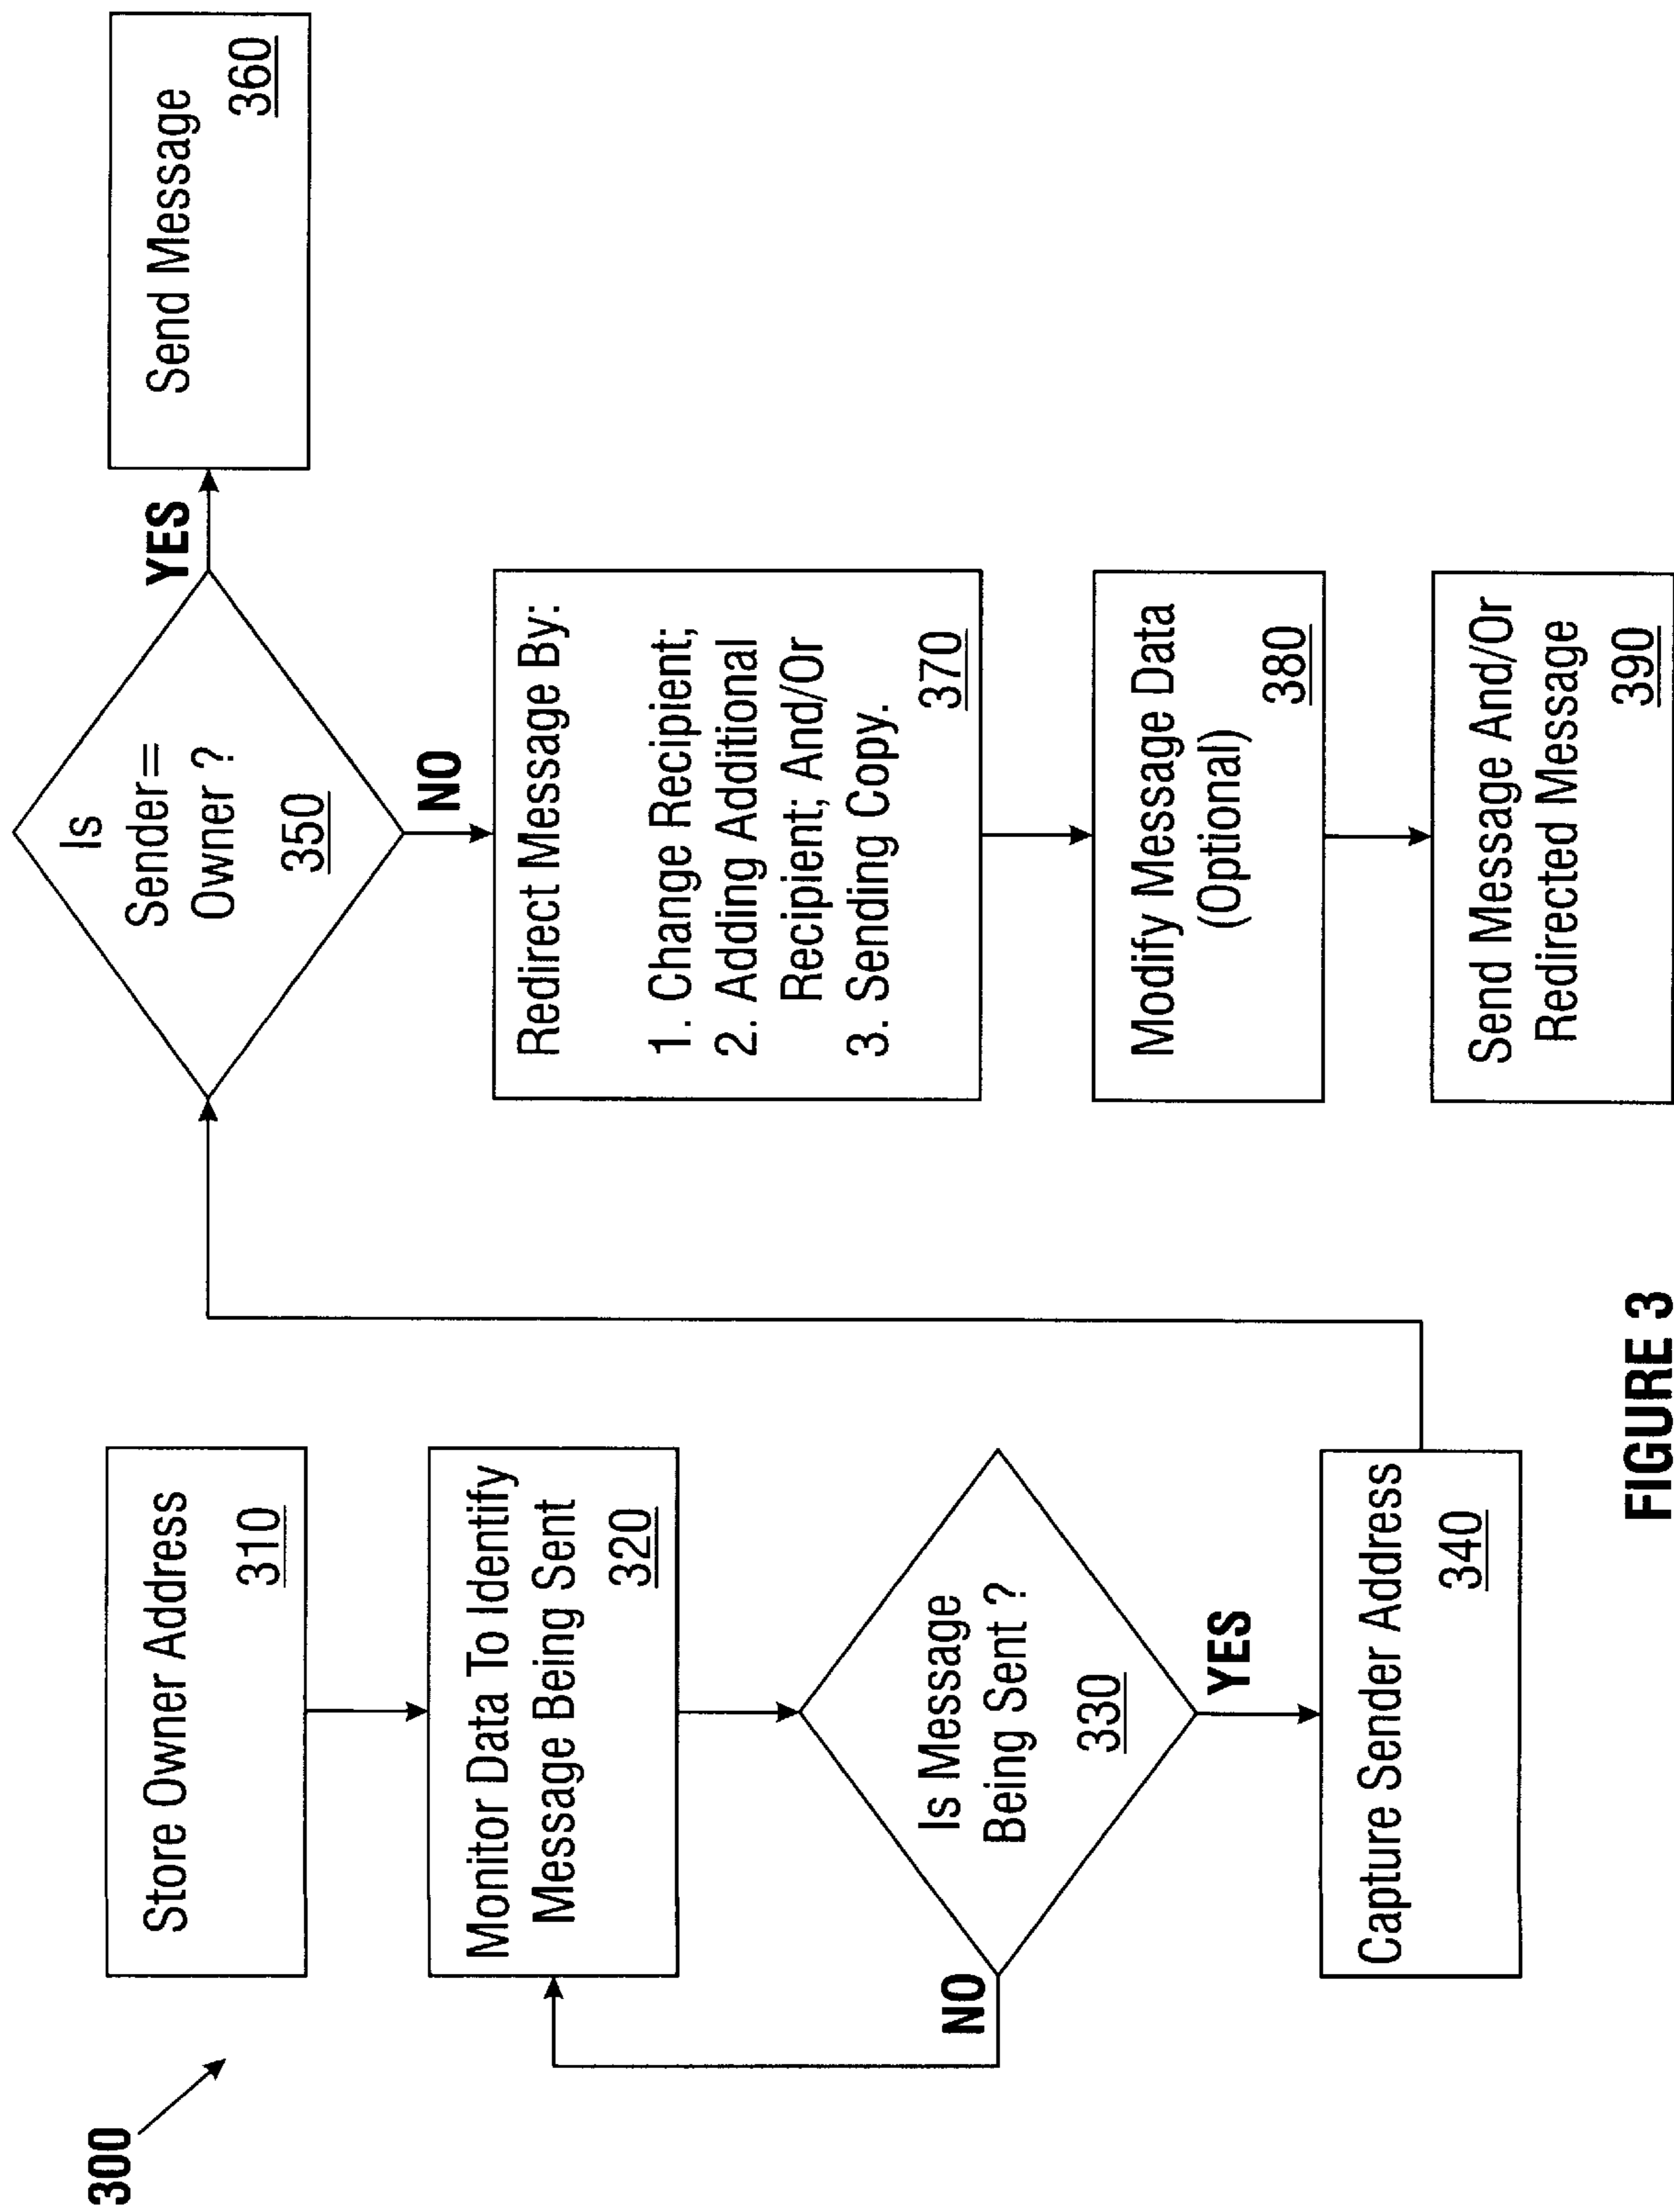 300
Store Owner Address
310
Monitor Data To Identify
Message Being Sent
320
Is Message
Being Sent ?
330
NO
YES
Capture Sender Address
340
Is
Sender=
Owner ?
350
YES
Send Message
360
NO
Redirect Message By:
1. Change Recipient;
2. Adding Additional
Recipient; And/Or
3. Sending Copy.
370
Modify Message Data
(Optional)
380
Send Message And/Or
Redirected Message
390
FIGURE 3